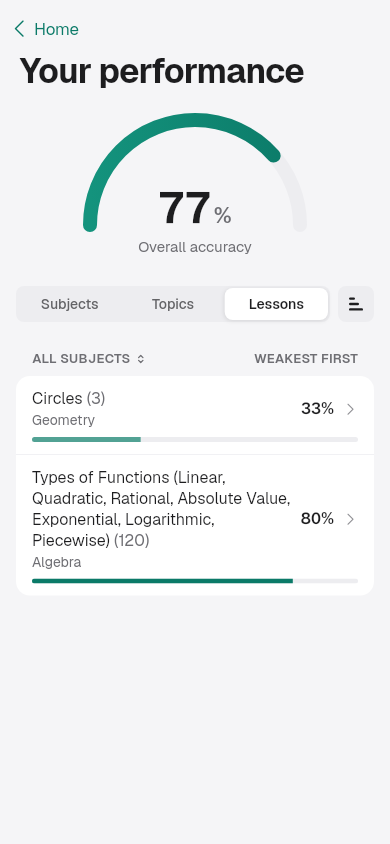 Home
Your performance
77 %
Overall accuracy
Subjects Topics Lessons
ALL SUBJECTS WEAKEST FIRST
Circles (3)
33%
Geometry
Types of Functions (Linear,
Quadratic, Rational, Absolute Value,
Exponential, Logarithmic,
Piecewise) (120)
80%
Algebra